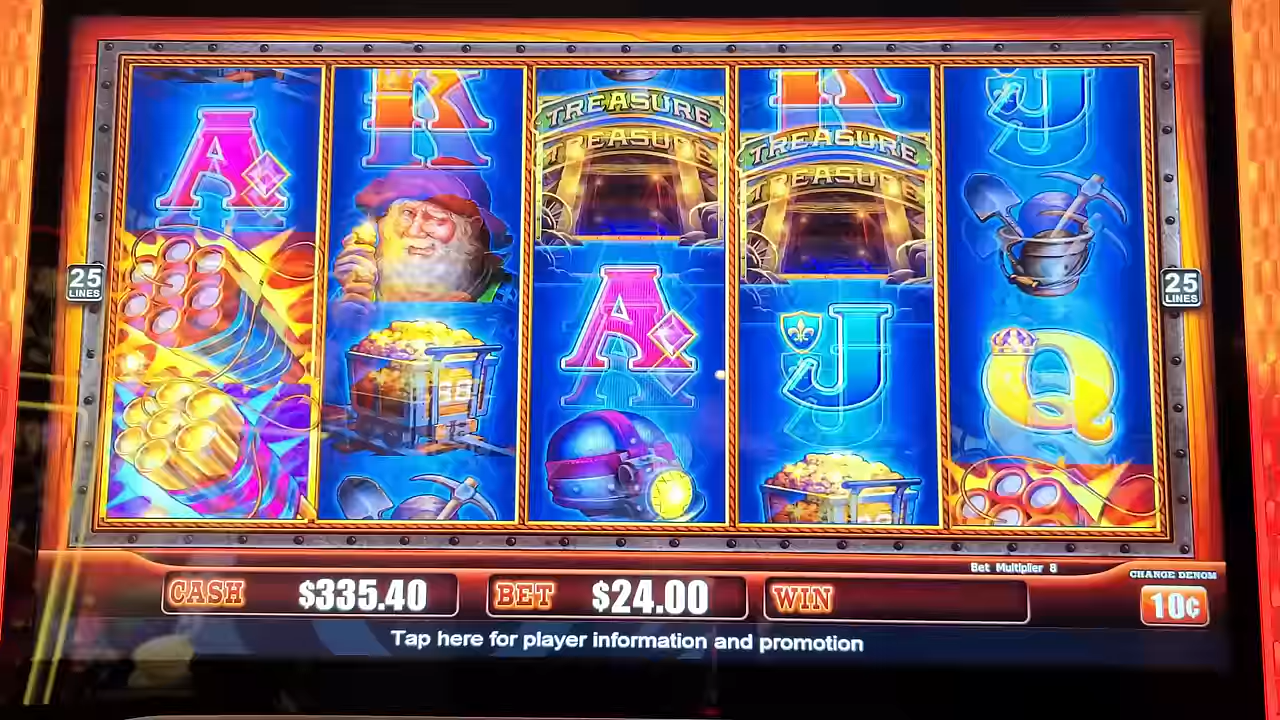 K
K
J
TREASURE
TREASURE
A
TREASURE
TREASURE
25
LINES
A
J
Q
25
LINES
Bet Multiplier 8
CHANGE DENOM
CASH $335.40 BET $24.00 WIN
10¢
Tap here for player information and promotion